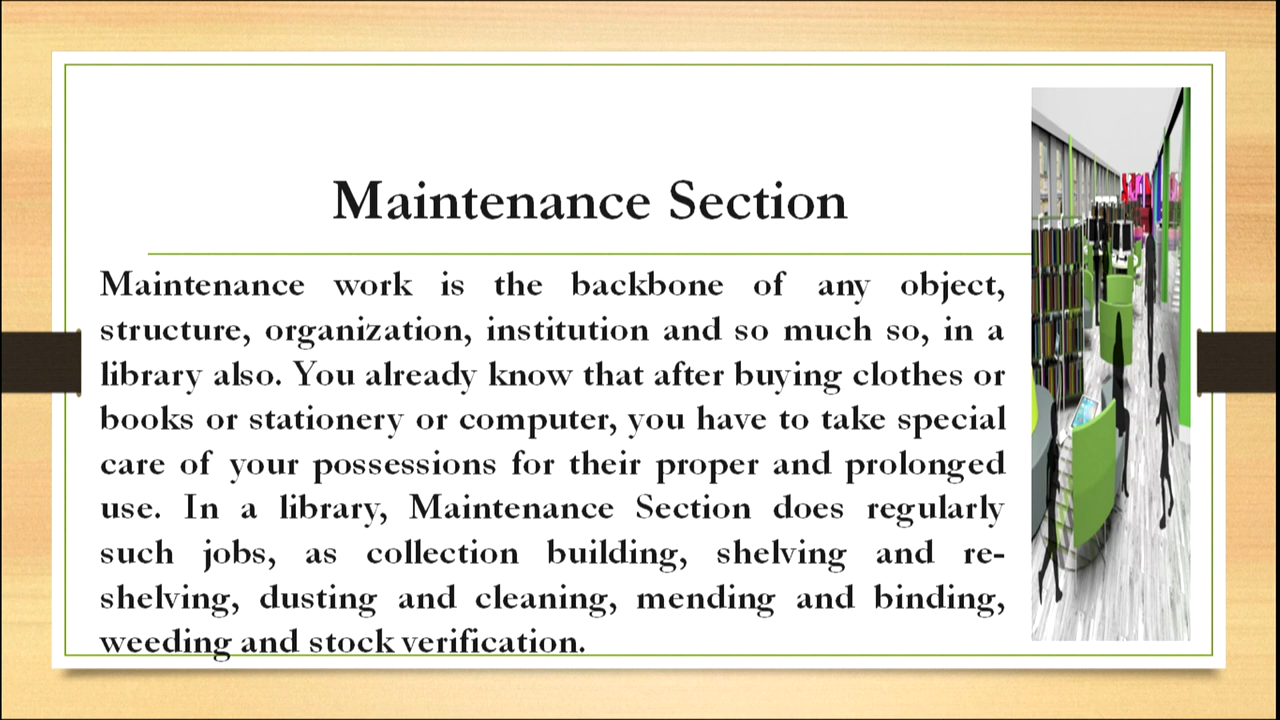 Maintenance Section
Maintenance work is the backbone of any object,
structure, organization, institution and so much so, in a
library also. You already know that after buying clothes or
books or stationery or computer, you have to take special
care of your possessions for their proper and prolonged
use. In a library, Maintenance Section does regularly
such jobs, as collection building, shelving and re-
shelving, dusting and cleaning, mending and binding,
weeding and stock verification.